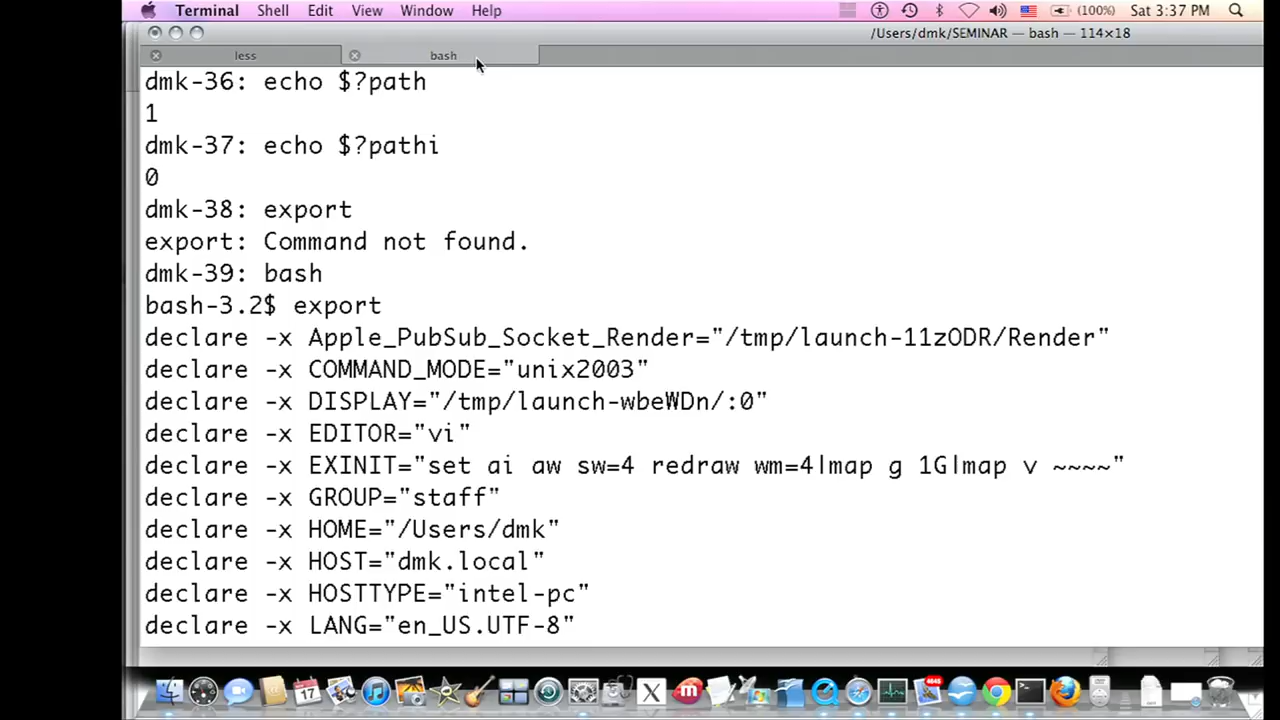 Terminal Shell Edit View Window Help (100%) Sat 3:37 PM
/Users/dmk/SEMINAR — bash — 114×18
less bash
dmk-36: echo $?path
1
dmk-37: echo $?pathi
0
dmk-38: export
export: Command not found.
dmk-39: bash
bash-3.2$ export
declare -x Apple_PubSub_Socket_Render="/tmp/launch-11zODR/Render"
declare -x COMMAND_MODE="unix2003"
declare -x DISPLAY="/tmp/launch-wbeWDn/:0"
declare -x EDITOR="vi"
declare -x EXINIT="set ai aw sw=4 redraw wm=4|map g 1G|map v ~~~~"
declare -x GROUP="staff"
declare -x HOME="/Users/dmk"
declare -x HOST="dmk.local"
declare -x HOSTTYPE="intel-pc"
declare -x LANG="en_US.UTF-8"
17 X m